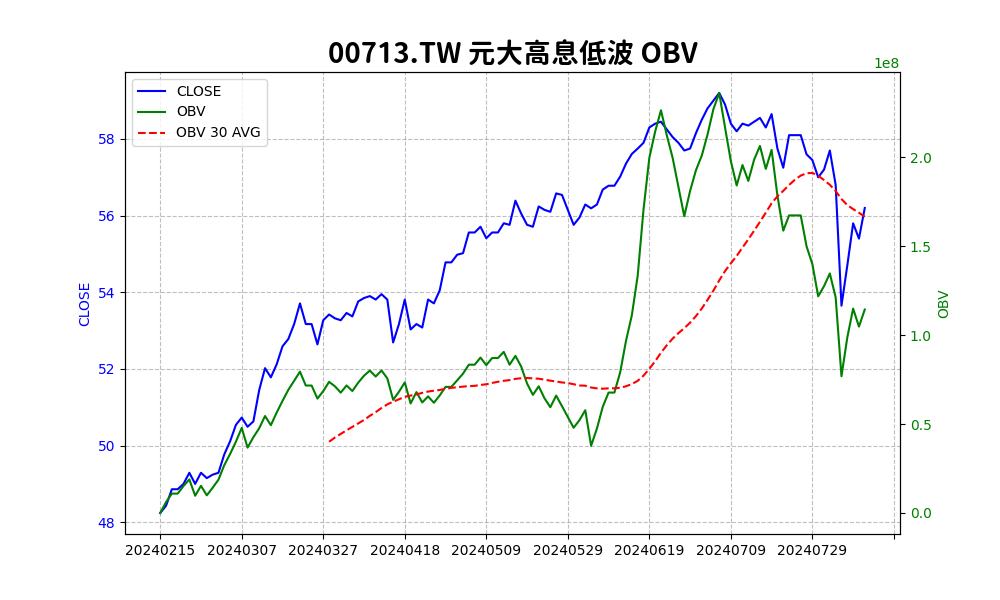 00713.TW 元大高息低波 OBV
1e8
CLOSE
OBV
OBV 30 AVG
58
56
54
52
50
48
CLOSE
2.0
1.5
1.0
0.5
0.0
OBV
20240215 20240307 20240327 20240418 20240509 20240529 20240619 20240709 20240729